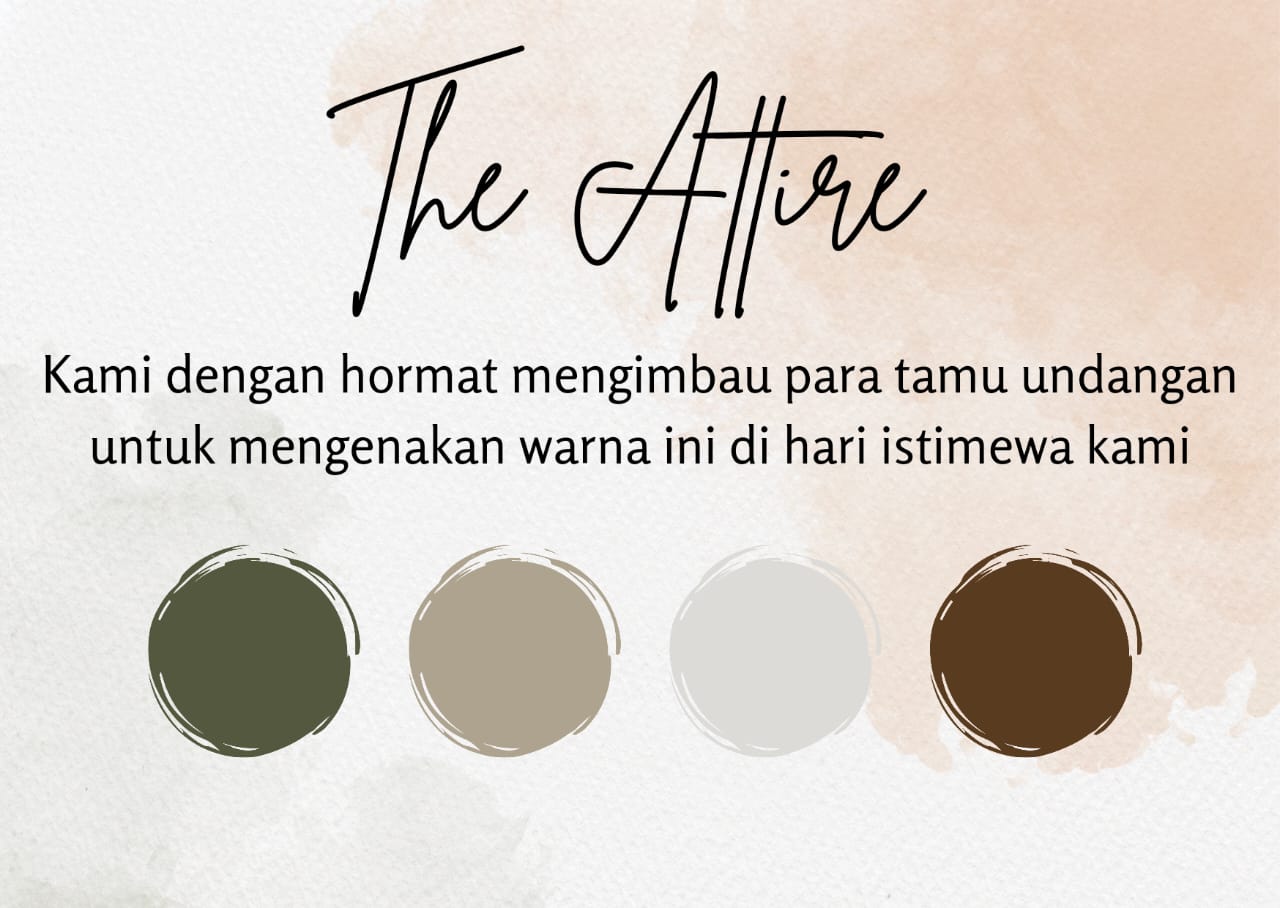 The Attire
Kami dengan hormat mengimbau para tamu undangan
untuk mengenakan warna ini di hari istimewa kami